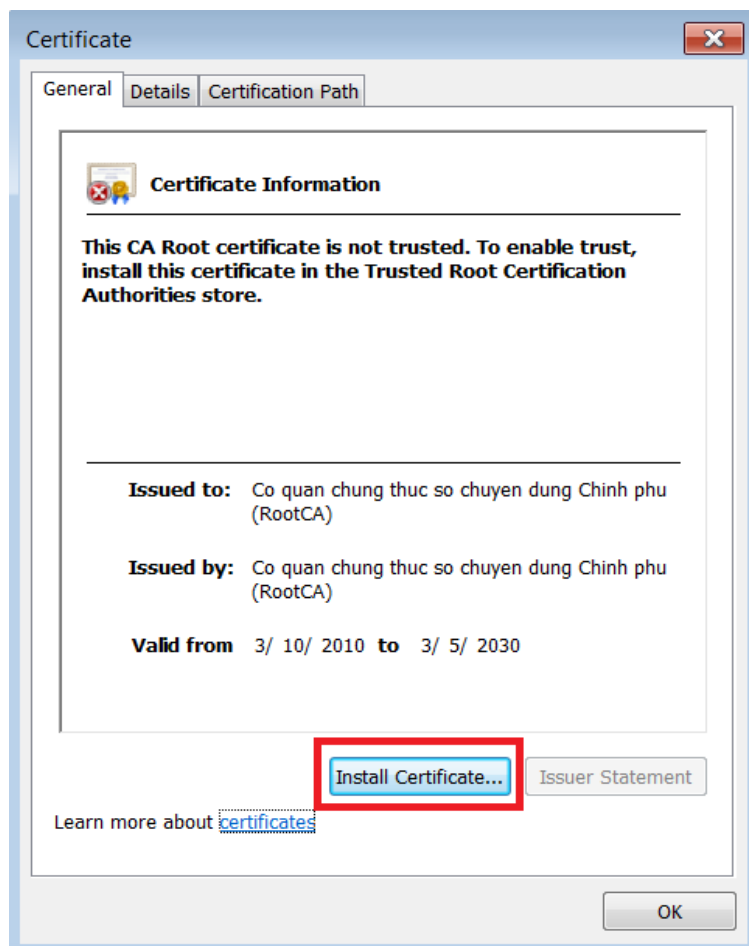 Certificate
General Details Certification Path
Certificate Information
This CA Root certificate is not trusted. To enable trust,
install this certificate in the Trusted Root Certification
Authorities store.
Issued to: Co quan chung thuc so chuyen dung Chinh phu
(RootCA)
Issued by: Co quan chung thuc so chuyen dung Chinh phu
(RootCA)
Valid from 3/ 10/ 2010 to 3/ 5/ 2030
Install Certificate... Issuer Statement
Learn more about certificates
OK